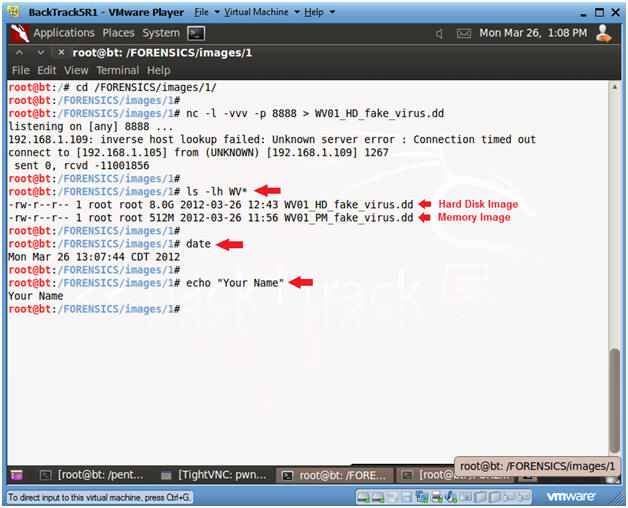 BackTrack5R1 - VMware Player File Virtual Machine Help
Applications Places System Mon Mar 26, 1:08 PM
root@bt: /FORENSICS/images/1
File Edit View Terminal Help
root@bt:/# cd /FORENSICS/images/1/
root@bt:/FORENSICS/images/1#
root@bt:/FORENSICS/images/1# nc -l -vvv -p 8888 > WV01_HD_fake_virus.dd
listening on [any] 8888 ...
192.168.1.109: inverse host lookup failed: Unknown server error : Connection timed out
connect to [192.168.1.105] from (UNKNOWN) [192.168.1.109] 1267
sent 0, rcvd -11001856
root@bt:/FORENSICS/images/1#
root@bt:/FORENSICS/images/1# ls -lh WV*
-rw-r--r-- 1 root root 8.0G 2012-03-26 12:43 WV01_HD_fake_virus.dd Hard Disk Image
-rw-r--r-- 1 root root 512M 2012-03-26 11:56 WV01_PM_fake_virus.dd Memory Image
root@bt:/FORENSICS/images/1#
root@bt:/FORENSICS/images/1# date
Mon Mar 26 13:07:44 CDT 2012
root@bt:/FORENSICS/images/1#
root@bt:/FORENSICS/images/1# echo "Your Name"
Your Name
root@bt:/FORENSICS/images/1#
<< back | track 5
root@bt: /FORENSICS/images/1
[root@bt: /pent... [TightVNC: pwn... root@bt: /FORE...
To direct input to this virtual machine, press Ctrl+G.
vmware